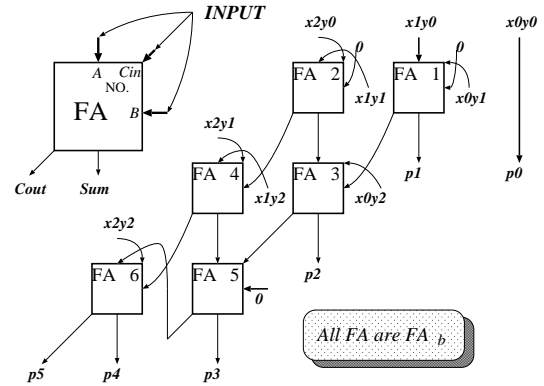 INPUT
x2y0
x1y0
x0y0
0
0
A
Cin
NO.
FA
B
FA 2
FA 1
x1y1
x0y1
x2y1
Cout
Sum
FA 4
FA 3
p1
p0
x1y2
x0y2
x2y2
p2
FA 6
FA 5
0
All FA are FA b
p5
p4
p3